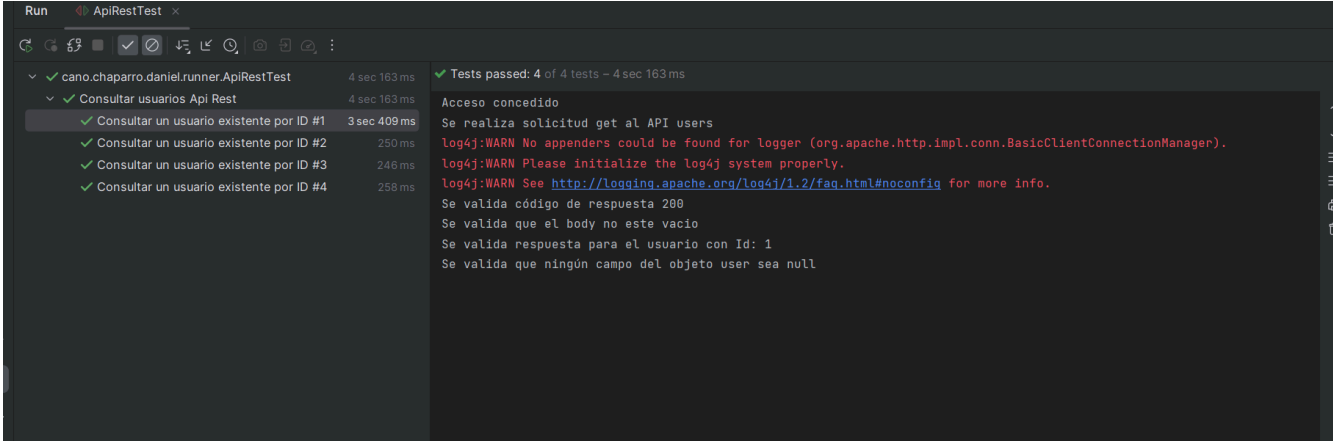 Run ApiRestTest ×
cano.chaparro.daniel.runner.ApiRestTest 4 sec 163 ms
Consultar usuarios Api Rest 4 sec 163 ms
Consultar un usuario existente por ID #1 3 sec 409 ms
Consultar un usuario existente por ID #2 250 ms
Consultar un usuario existente por ID #3 246 ms
Consultar un usuario existente por ID #4 258 ms
Tests passed: 4 of 4 tests – 4 sec 163 ms
Acceso concedido
Se realiza solicitud get al API users
log4j:WARN No appenders could be found for logger (org.apache.http.impl.conn.BasicClientConnectionManager).
log4j:WARN Please initialize the log4j system properly.
log4j:WARN See http://logging.apache.org/log4j/1.2/faq.html#noconfig for more info.
Se valida código de respuesta 200
Se valida que el body no este vacio
Se valida respuesta para el usuario con Id: 1
Se valida que ningún campo del objeto user sea null